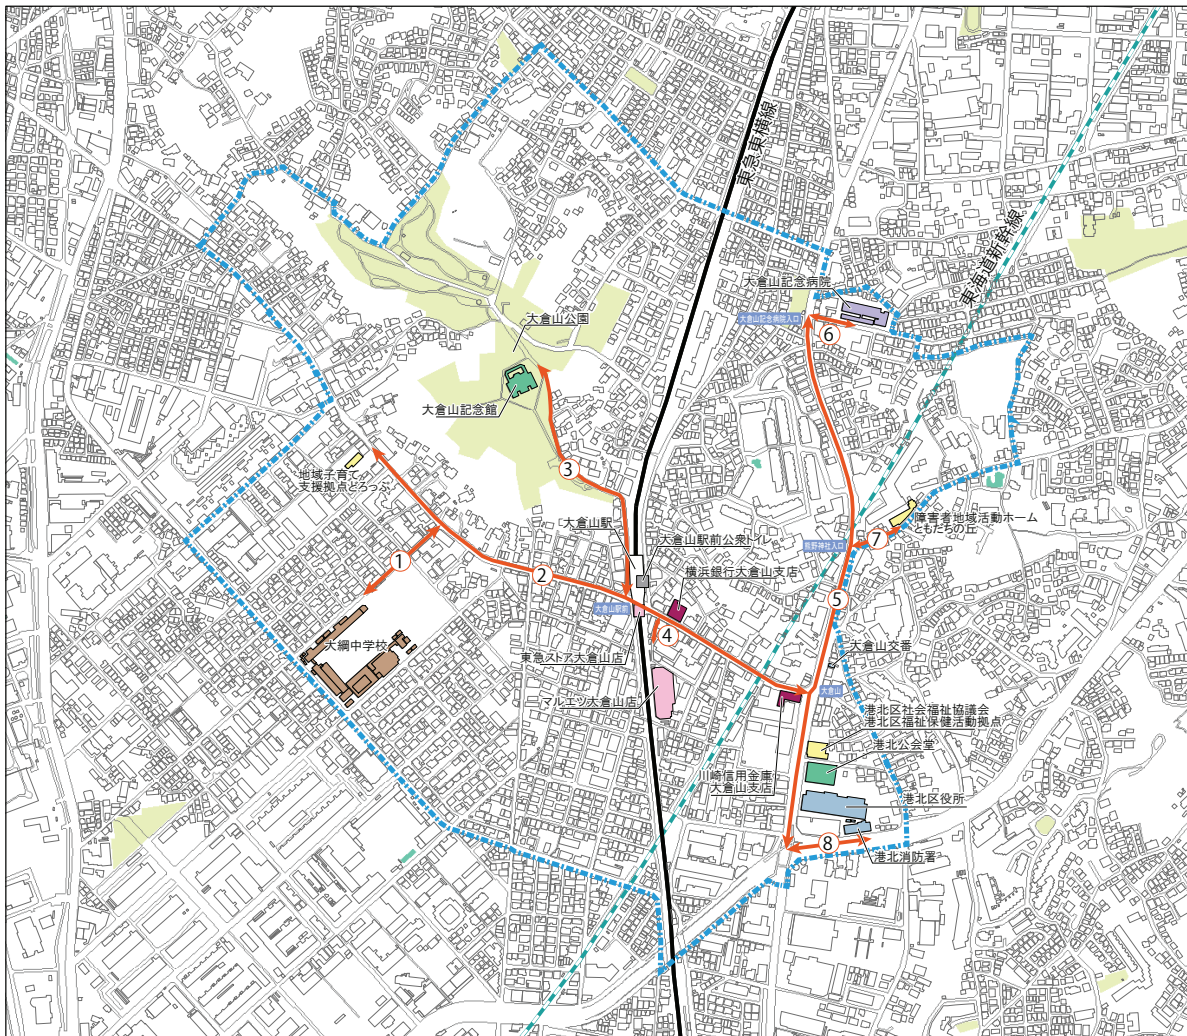 東急東横線
東海道新幹線
大倉山記念病院
大倉山記念病院入口
6
大倉山公園
大倉山記念館
3
地域子育て
支援拠点どろっぷ
大倉山駅
大倉山駅前公衆トイレ
障害者地域活動ホーム
ともだちの丘
熊野神社入口
7
1
2
横浜銀行大倉山支店
5
大倉山駅前
4
大綱中学校
東急ストア大倉山店
大倉山交番
マルエツ大倉山店
大倉山
港北区社会福祉協議会
港北区福祉保健活動拠点
港北公会堂
川崎信用金庫
大倉山支店
港北区役所
8
港北消防署